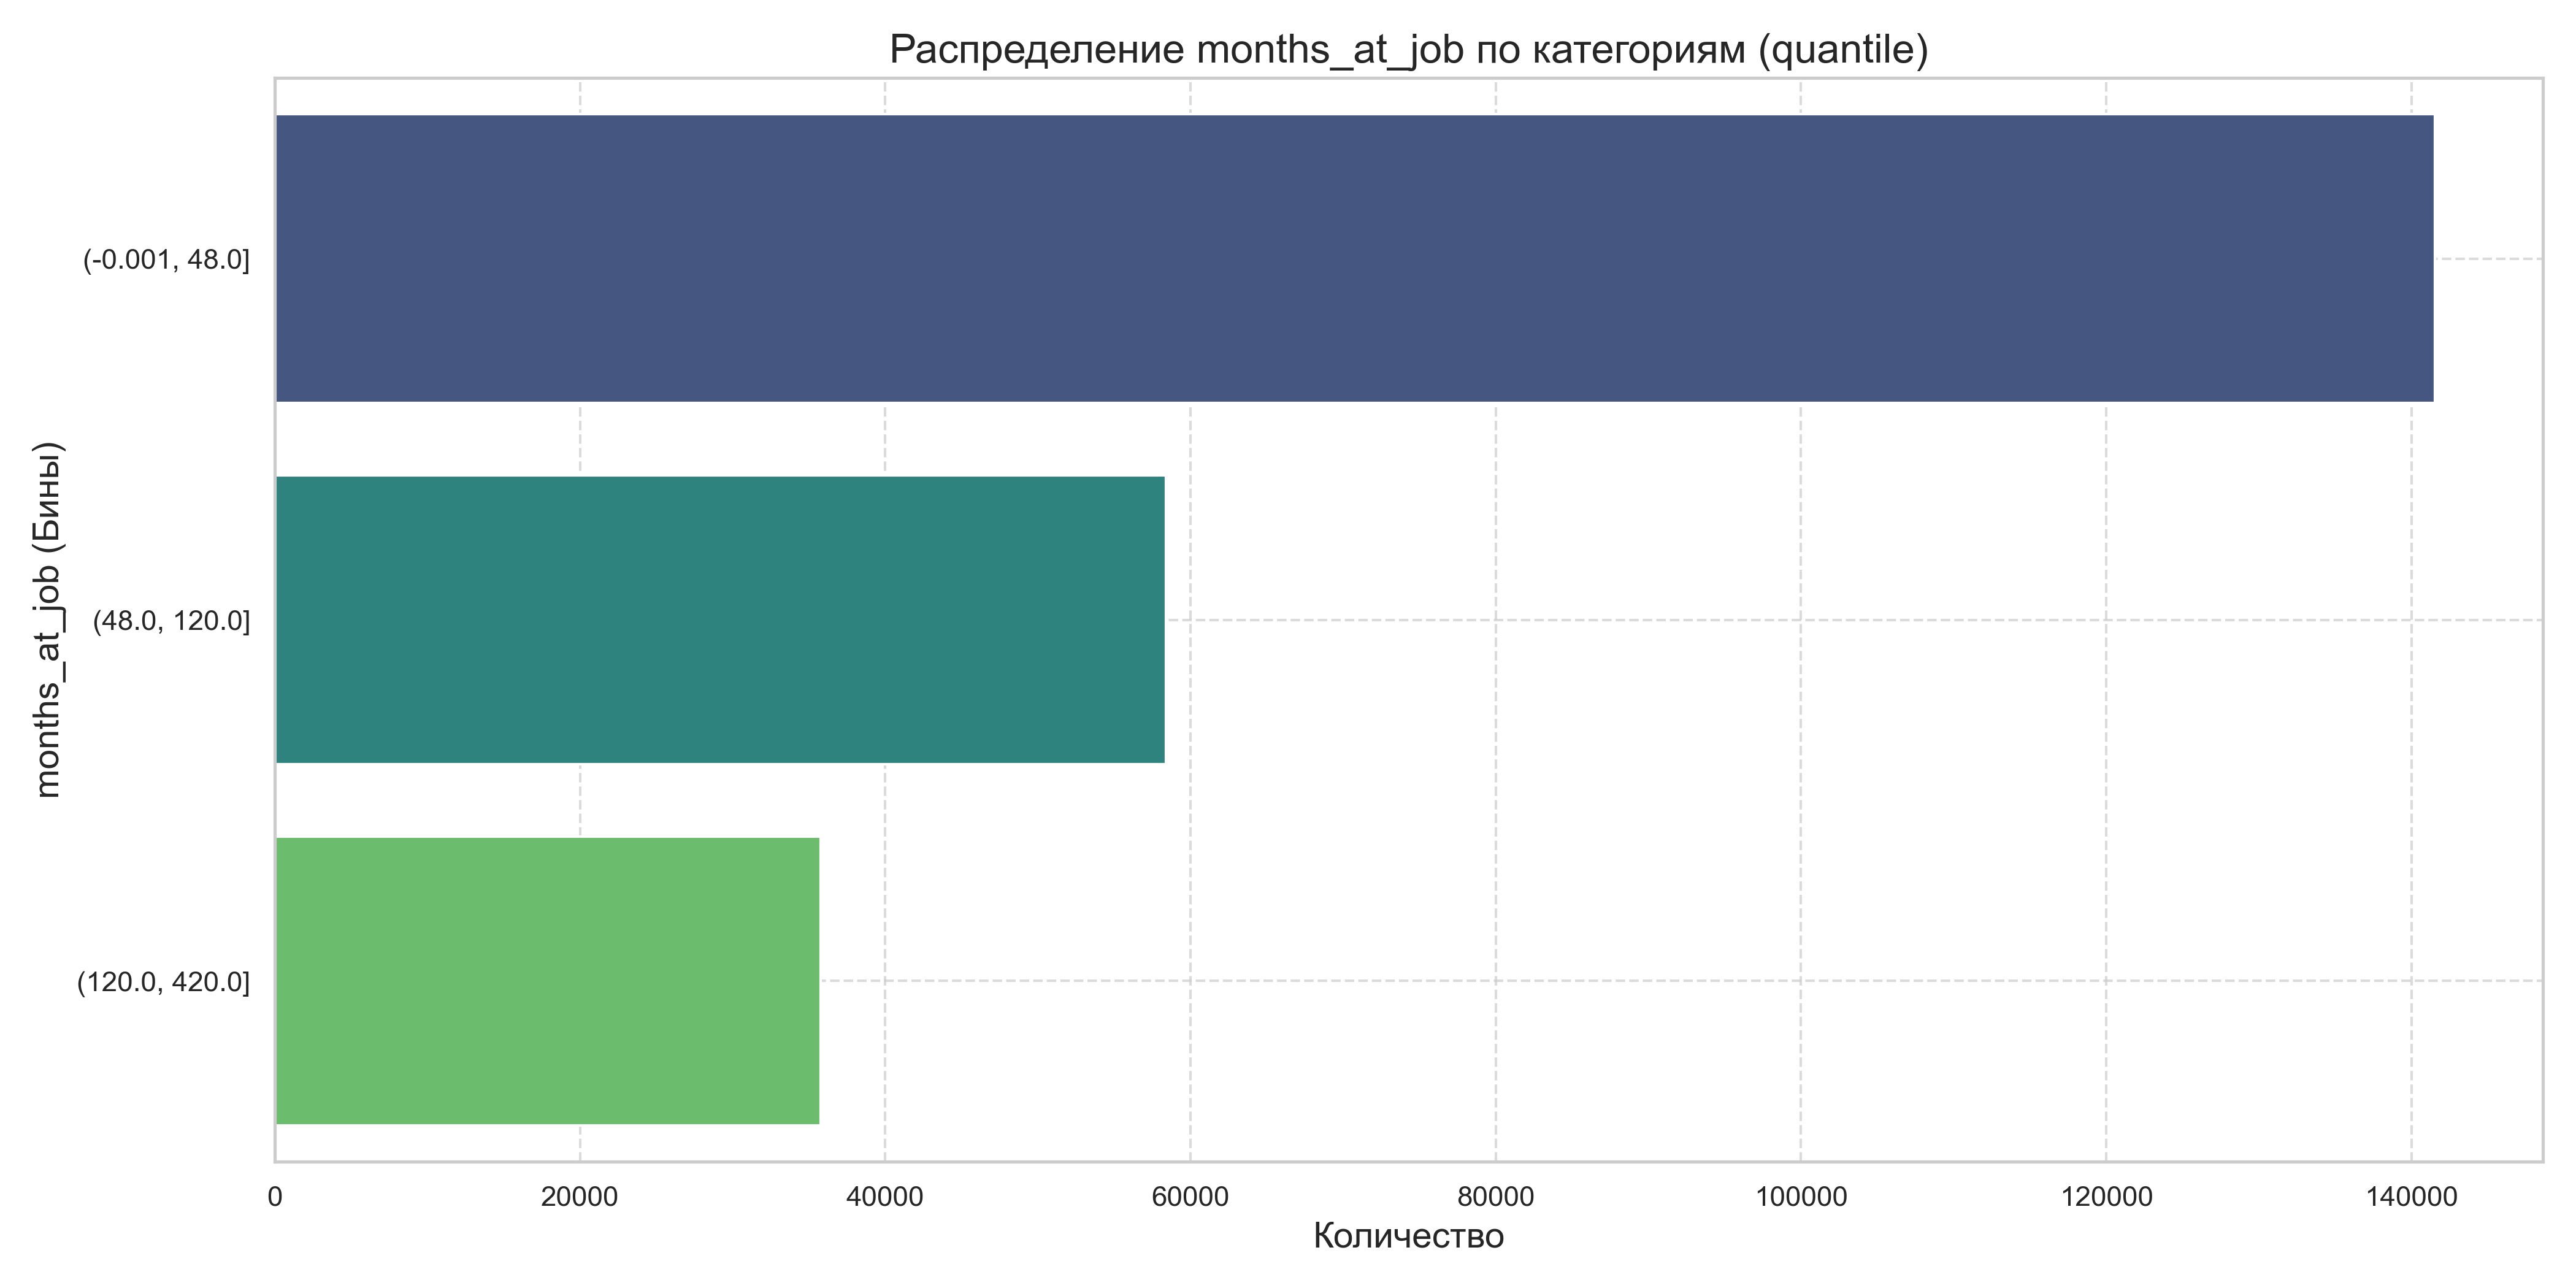 Распределение months_at_job по категориям (quantile)
months_at_job (Бины)
(-0.001, 48.0]
(48.0, 120.0]
(120.0, 420.0]
0 20000 40000 60000 80000 100000 120000 140000
Количество